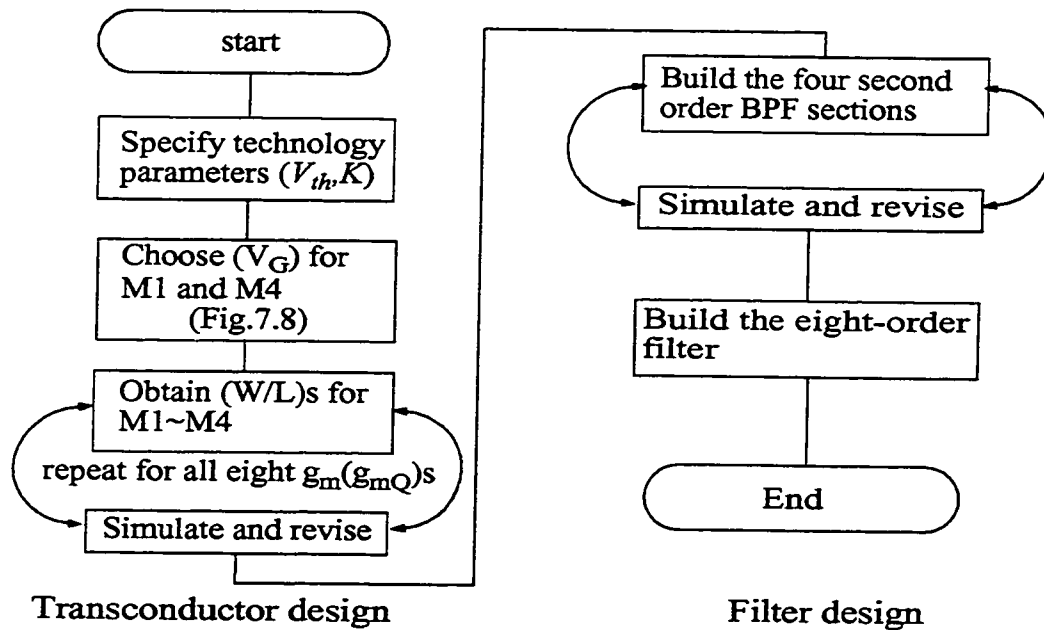 start
Specify technology
parameters (V_th,K)
Choose (V_G) for
M1 and M4
(Fig.7.8)
Obtain (W/L)s for
M1~M4
repeat for all eight g_m(g_mQ)s
Simulate and revise
Transconductor design
Build the four second
order BPF sections
Simulate and revise
Build the eight-order
filter
End
Filter design